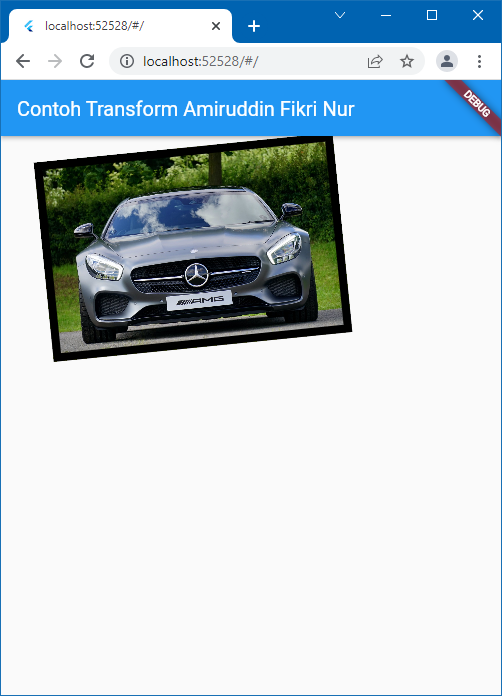 localhost:52528/#/
localhost:52528/#/
Contoh Transform Amiruddin Fikri Nur
DEBUG
AMG